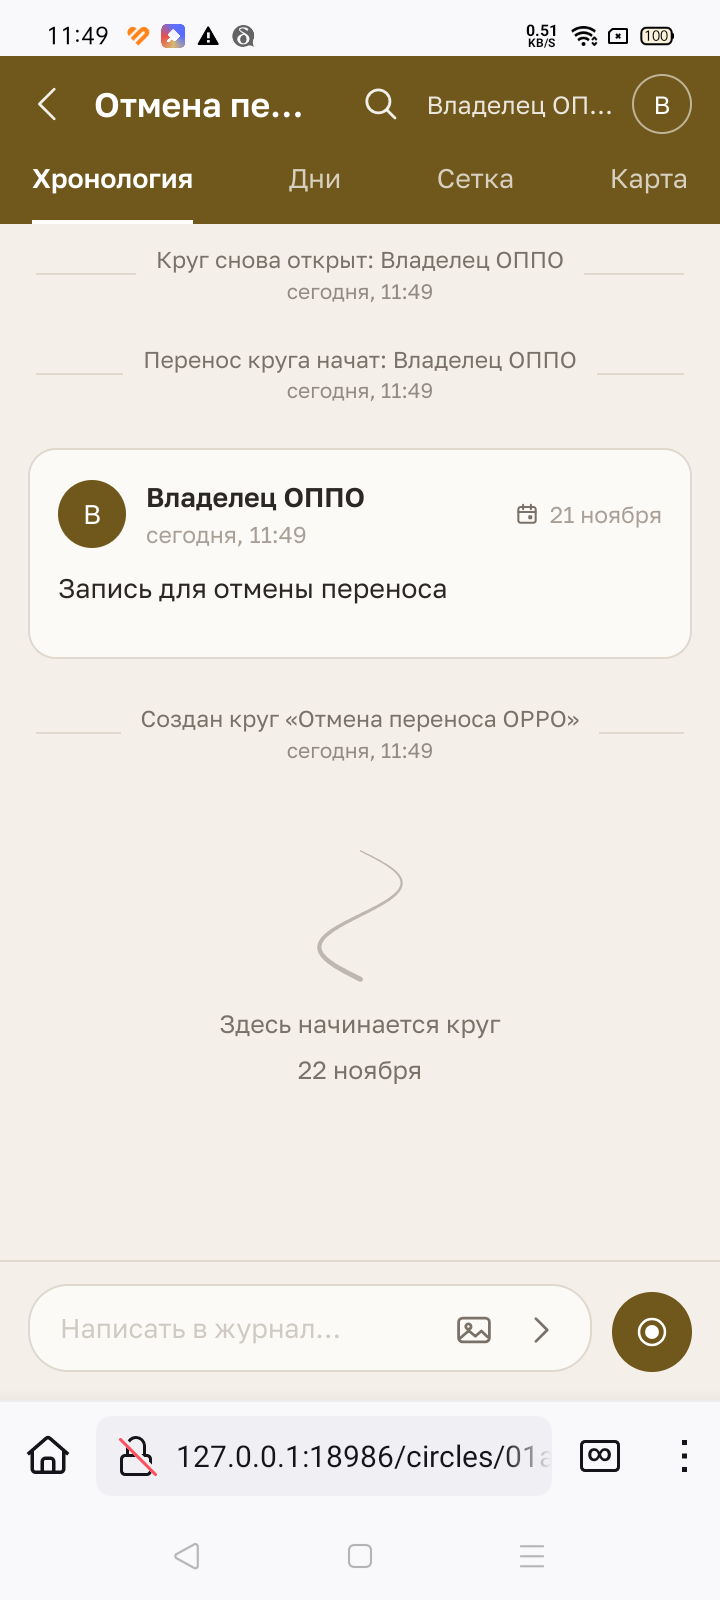 11:49
0.51
KB/S
100
Отмена пе...
Владелец ОП...
В
Хронология
Дни
Сетка
Карта
Круг снова открыт: Владелец ОППО
сегодня, 11:49
Перенос круга начат: Владелец ОППО
сегодня, 11:49
В
Владелец ОППО
сегодня, 11:49
21 ноября
Запись для отмены переноса
Создан круг «Отмена переноса OPPO»
сегодня, 11:49
Здесь начинается круг
22 ноября
Написать в журнал...
127.0.0.1:18986/circles/01a